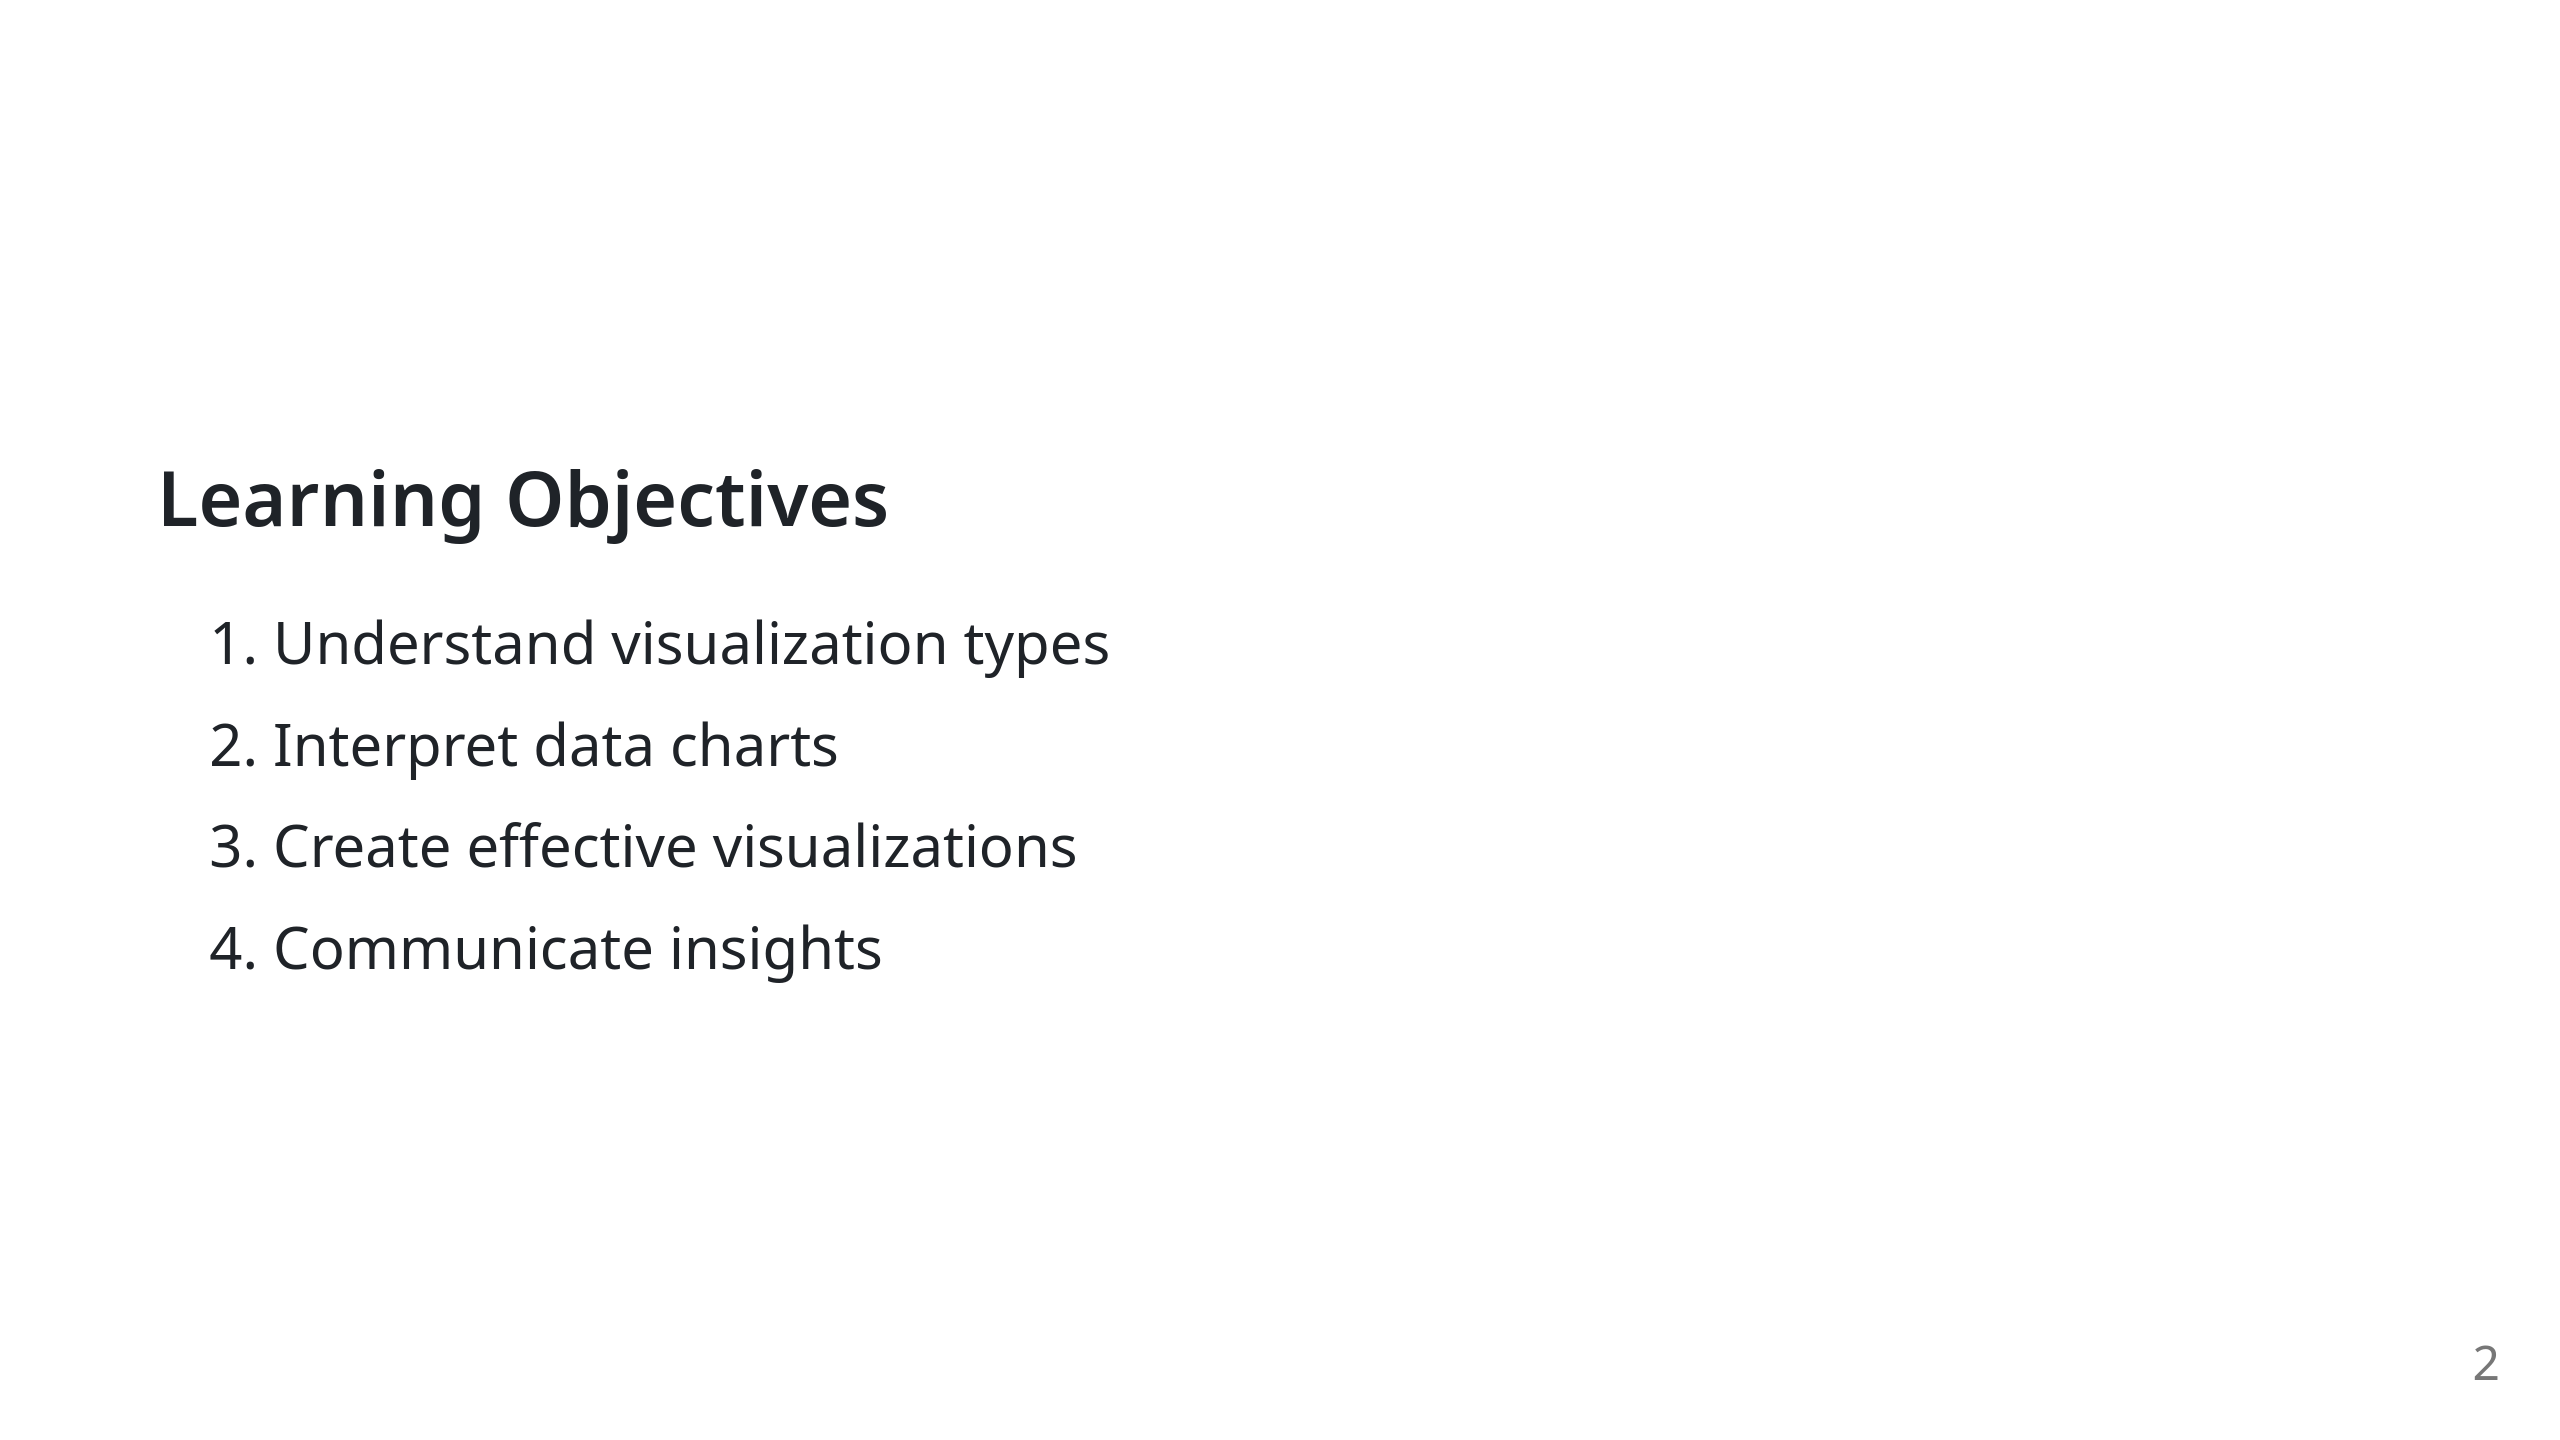 Learning Objectives
1. Understand visualization types
2. Interpret data charts
3. Create effective visualizations
4. Communicate insights
2